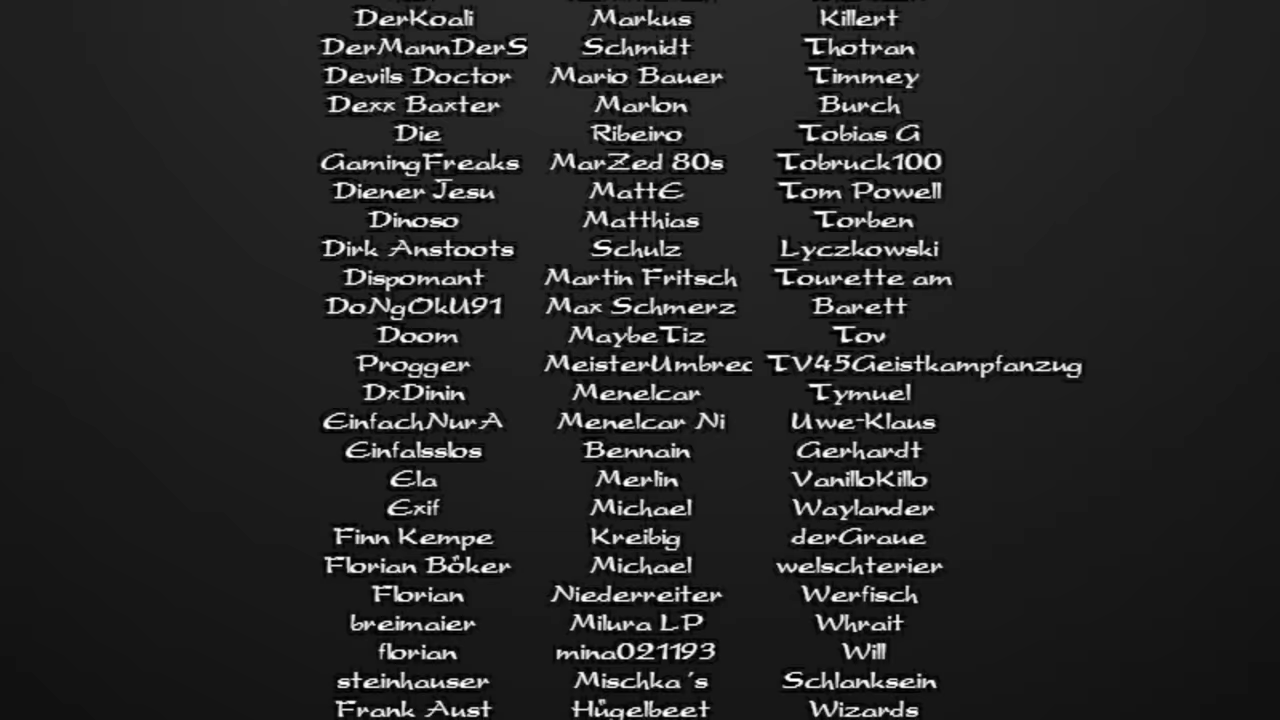 DerKoali
DerMannDerS
Devils Doctor
Dexx Baxter
Die
GamingFreaks
Diener Jesu
Dinoso
Dirk Anstoots
Dispomant
DoNgOkU91
Doom
Progger
DxDinin
EinfachNurA
Einfalsslos
Ela
Exif
Finn Kempe
Florian Böker
Florian
breimaier
florian
steinhauser
Frank Aust
Markus
Schmidt
Mario Bauer
Marlon
Ribeiro
MarZed 80s
MattE
Matthias
Schulz
Martin Fritsch
Max Schmerz
MaybeTiz
MeisterUmbrec
Menelcar
Menelcar Ni
Bennain
Merlin
Michael
Kreibig
Michael
Niederreiter
Milura LP
mina021193
Mischka´s
Hügelbeet
Killert
Thotran
Timmey
Burch
Tobias G
Tobruck100
Tom Powell
Torben
Lyczkowski
Tourette am
Barett
Tov
TV45Geistkampfanzug
Tymuel
Uwe-Klaus
Gerhardt
VanilloKillo
Waylander
derGraue
welschterier
Werfisch
Whrait
Will
Schlanksein
Wizards